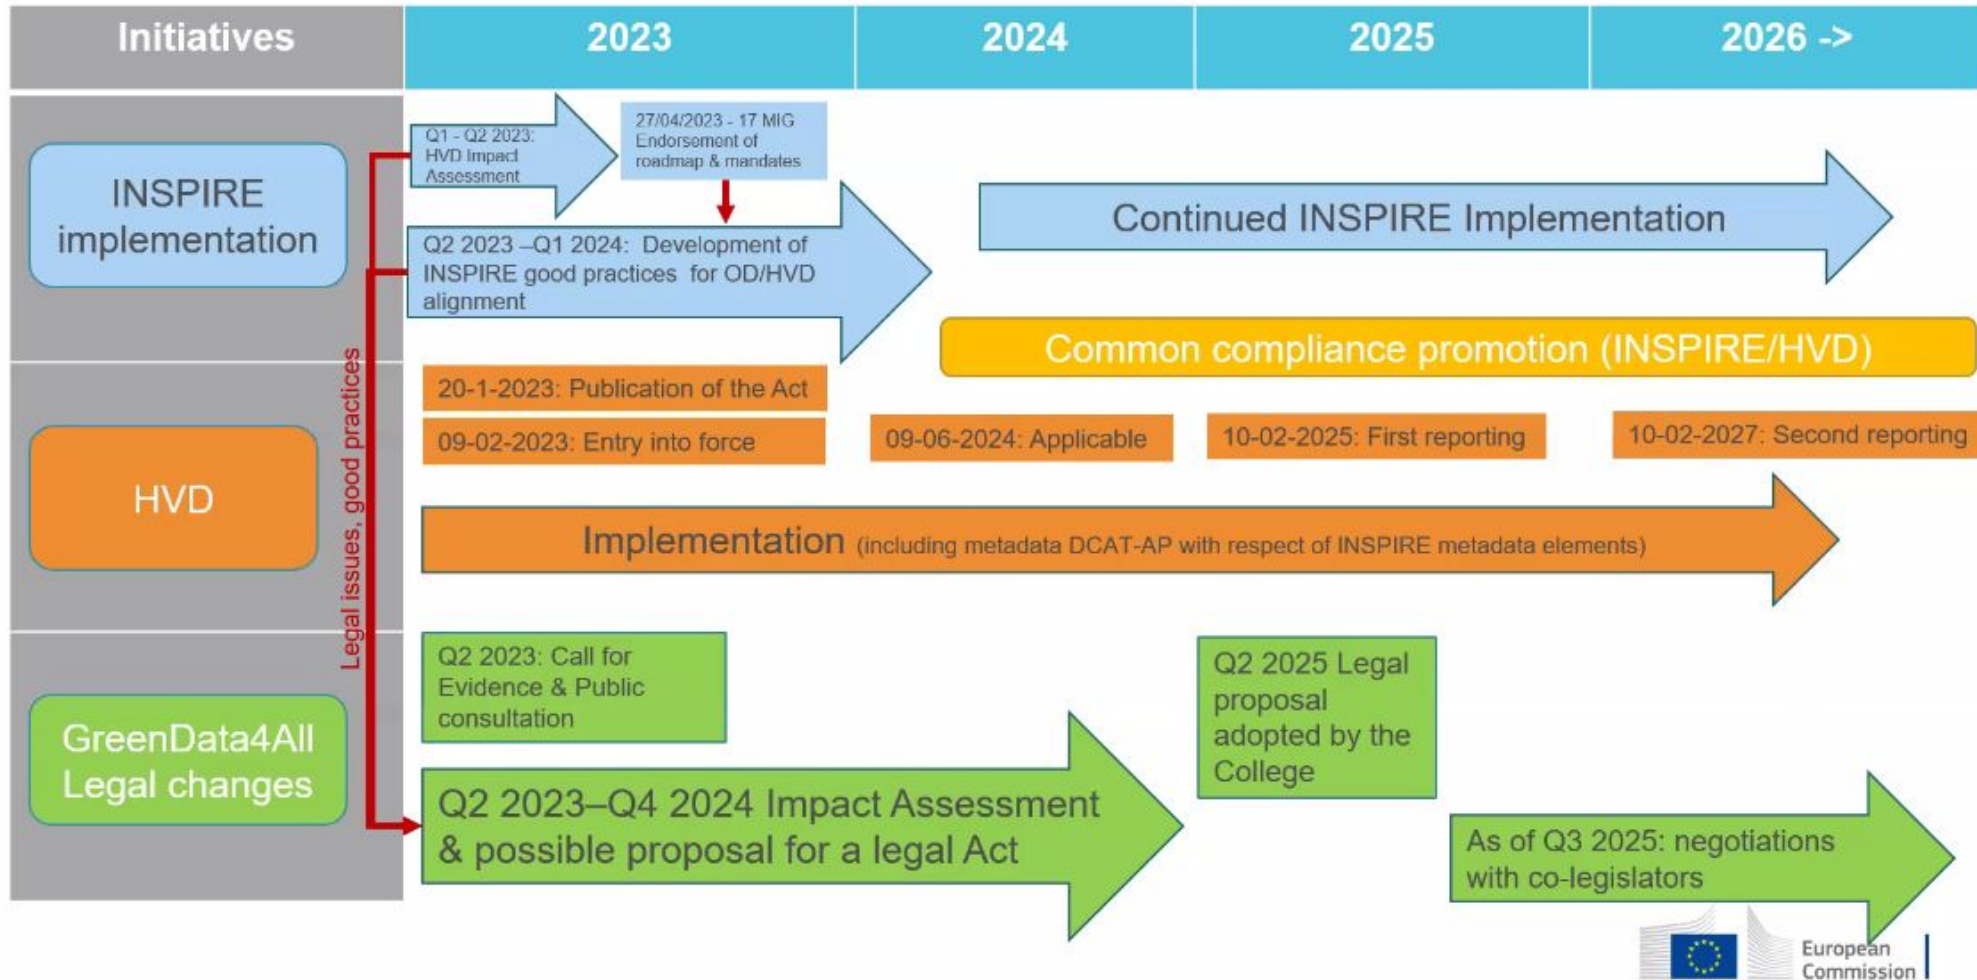 Initiatives
2023
2024
2025
2026 ->
INSPIRE
implementation
Q1 - Q2 2023:
HVD Impact
Assessment
27/04/2023 - 17 MIG
Endorsement of
roadmap & mandates
Q2 2023 –Q1 2024: Development of
INSPIRE good practices for OD/HVD
alignment
Continued INSPIRE Implementation
Common compliance promotion (INSPIRE/HVD)
Legal issues, good practices
HVD
20-1-2023: Publication of the Act
09-02-2023: Entry into force
09-06-2024: Applicable
10-02-2025: First reporting
10-02-2027: Second reporting
Implementation (including metadata DCAT-AP with respect of INSPIRE metadata elements)
GreenData4All
Legal changes
Q2 2023: Call for
Evidence & Public
consultation
Q2 2023–Q4 2024 Impact Assessment
& possible proposal for a legal Act
Q2 2025 Legal
proposal
adopted by the
College
As of Q3 2025: negotiations
with co-legislators
European
Commission